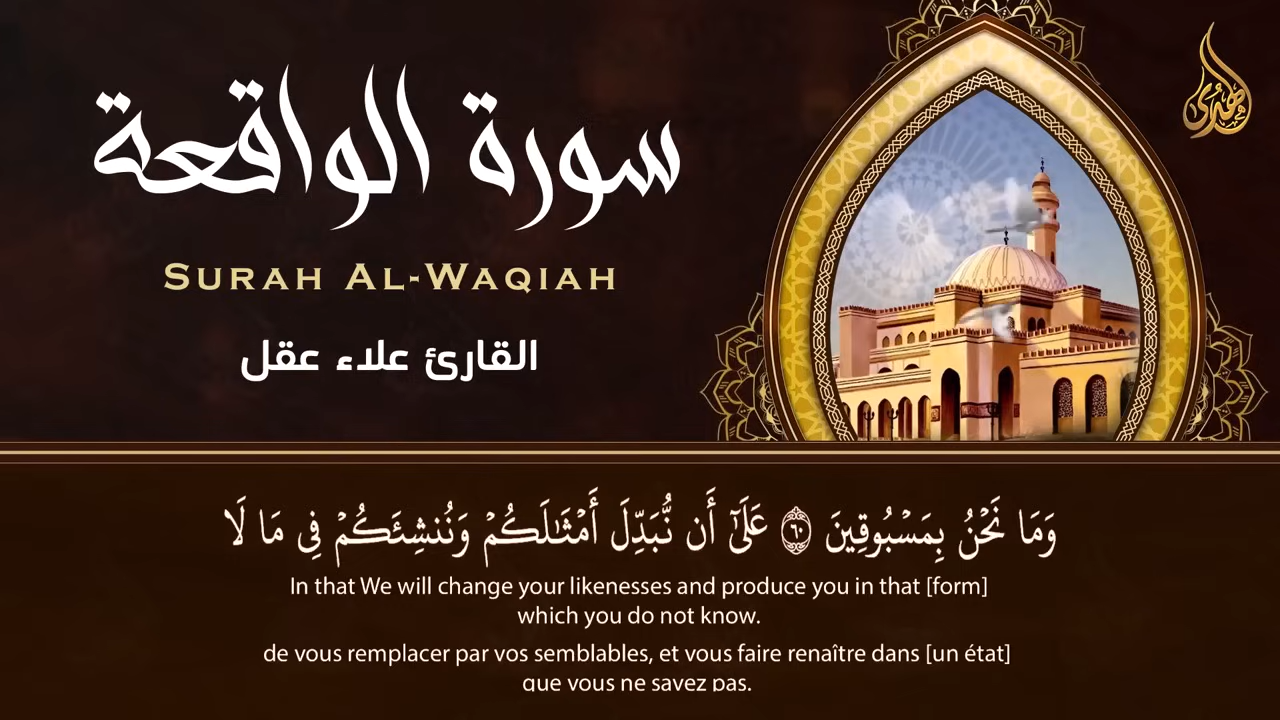 سورة الواقعة
SURAH AL-WAQIAH
القارئ علاء عقل
هدى
وَمَا نَحْنُ بِمَسْبُوقِينَ ۝٦٠ عَلَىٰٓ أَن نُّبَدِّلَ أَمْثَـٰلَكُمْ وَنُنشِئَكُمْ فِى مَا لَا
In that We will change your likenesses and produce you in that [form]
which you do not know.
de vous remplacer par vos semblables, et vous faire renaître dans [un état]
que vous ne savez pas.